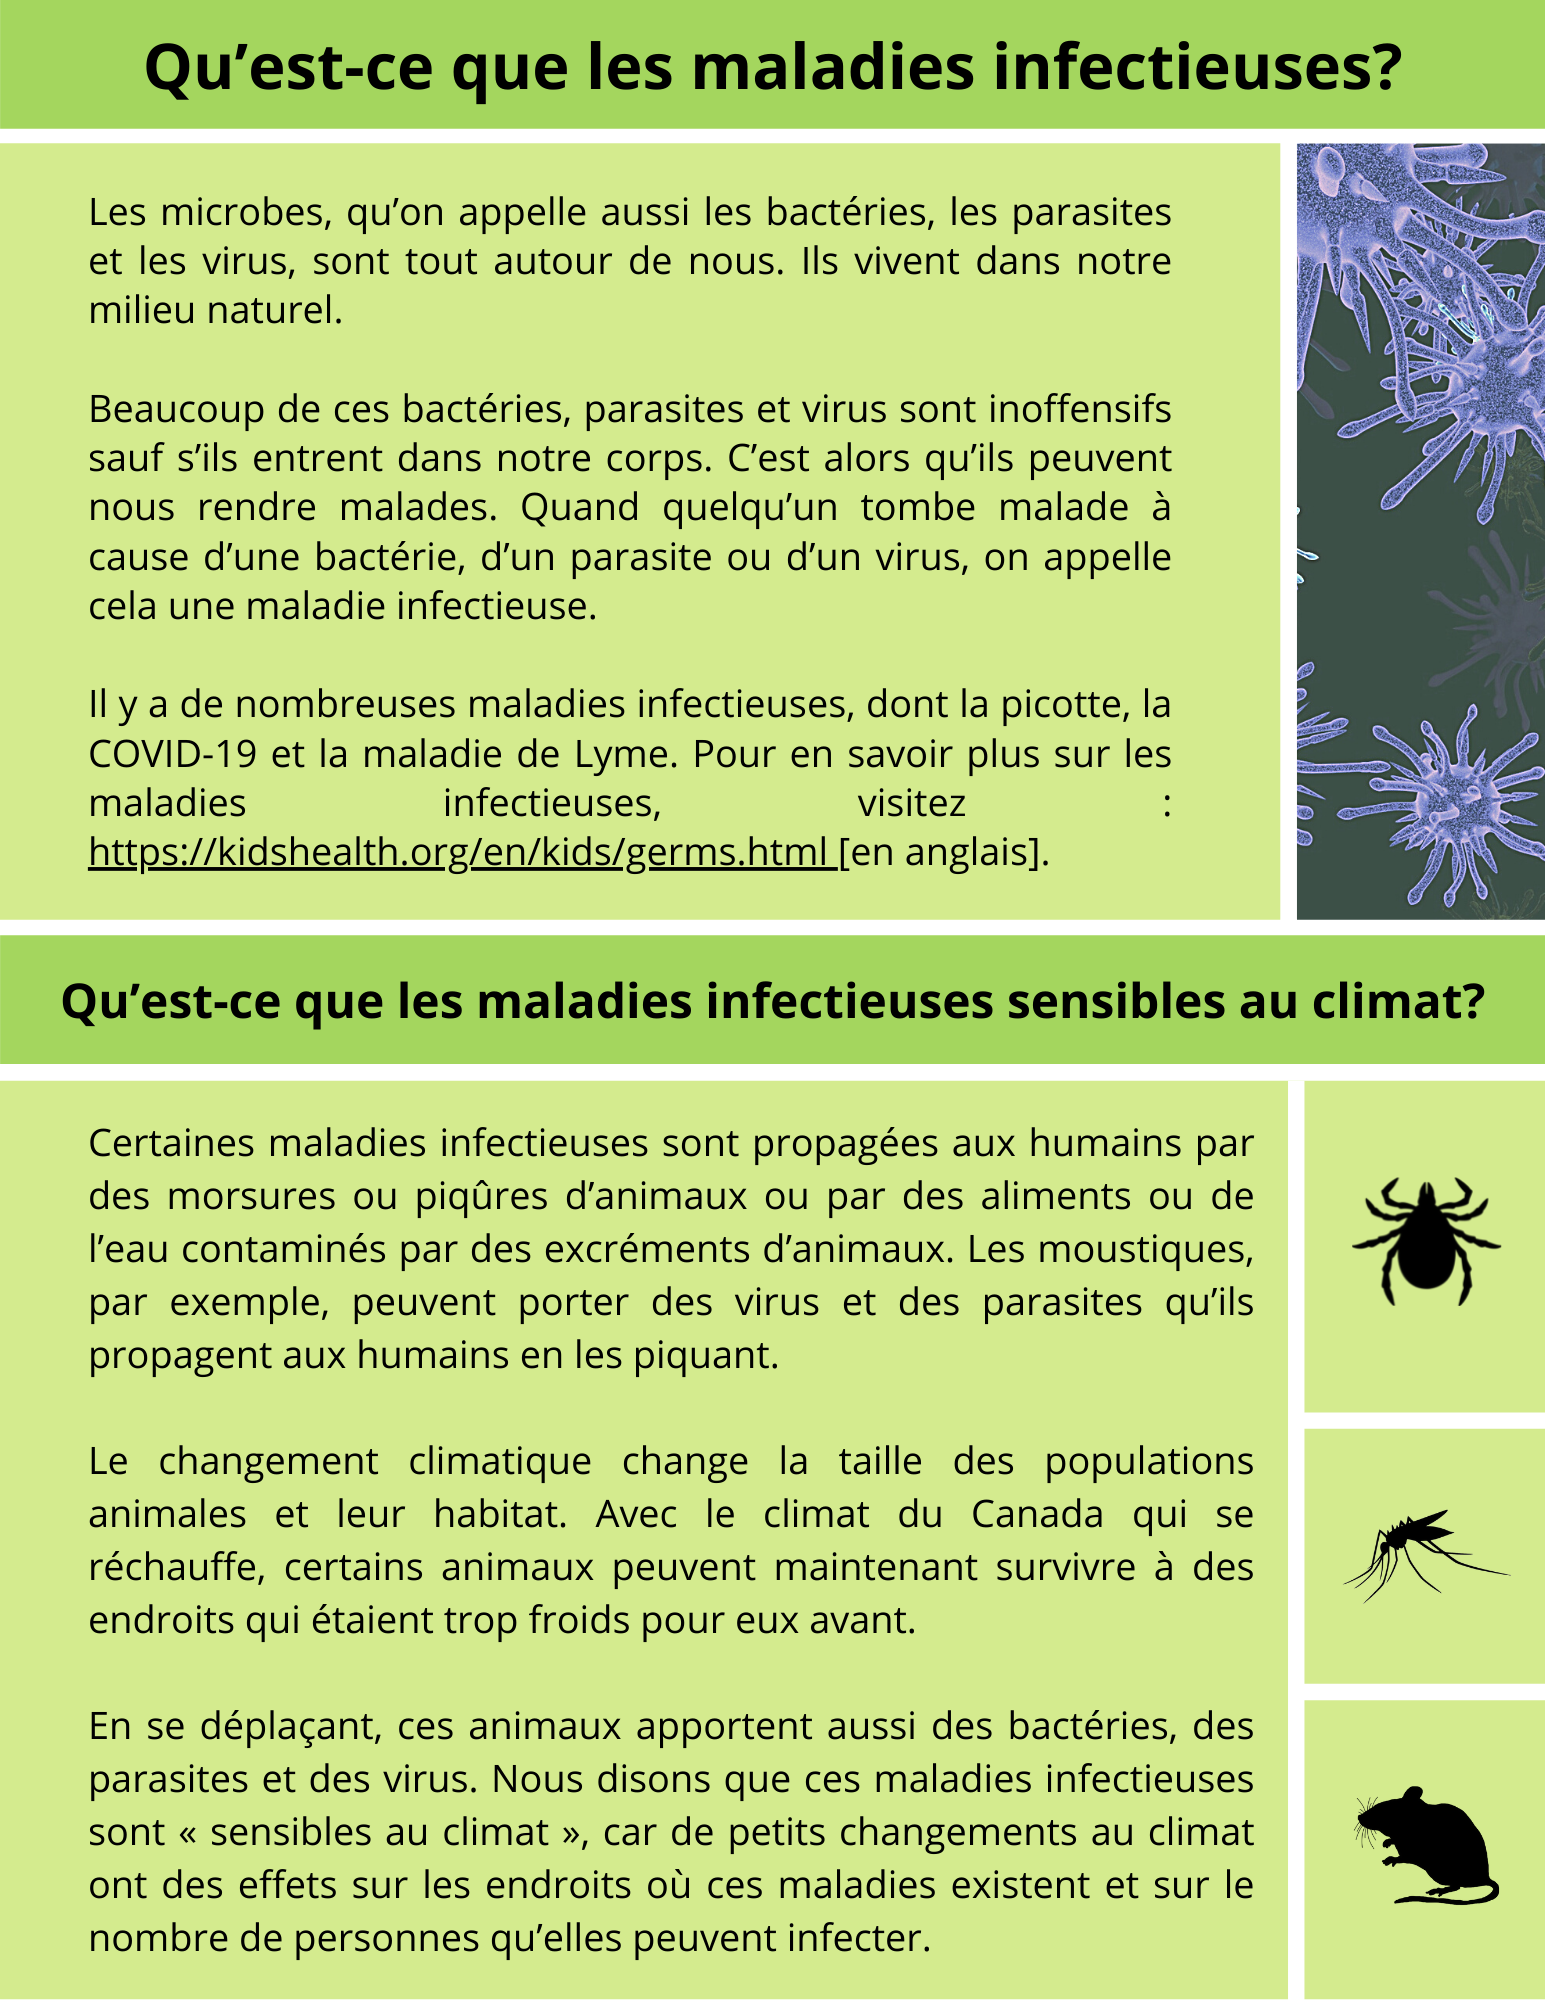 Qu’est-ce que les maladies infectieuses?
Les microbes, qu’on appelle aussi les bactéries, les parasites
et les virus, sont tout autour de nous. Ils vivent dans notre
milieu naturel.
Beaucoup de ces bactéries, parasites et virus sont inoffensifs
sauf s’ils entrent dans notre corps. C’est alors qu’ils peuvent
nous rendre malades. Quand quelqu’un tombe malade à
cause d’une bactérie, d’un parasite ou d’un virus, on appelle
cela une maladie infectieuse.
Il y a de nombreuses maladies infectieuses, dont la picotte, la
COVID-19 et la maladie de Lyme. Pour en savoir plus sur les
maladies infectieuses, visitez :
https://kidshealth.org/en/kids/germs.html [en anglais].
Qu’est-ce que les maladies infectieuses sensibles au climat?
Certaines maladies infectieuses sont propagées aux humains par
des morsures ou piqûres d’animaux ou par des aliments ou de
l’eau contaminés par des excréments d’animaux. Les moustiques,
par exemple, peuvent porter des virus et des parasites qu’ils
propagent aux humains en les piquant.
Le changement climatique change la taille des populations
animales et leur habitat. Avec le climat du Canada qui se
réchauffe, certains animaux peuvent maintenant survivre à des
endroits qui étaient trop froids pour eux avant.
En se déplaçant, ces animaux apportent aussi des bactéries, des
parasites et des virus. Nous disons que ces maladies infectieuses
sont « sensibles au climat », car de petits changements au climat
ont des effets sur les endroits où ces maladies existent et sur le
nombre de personnes qu’elles peuvent infecter.